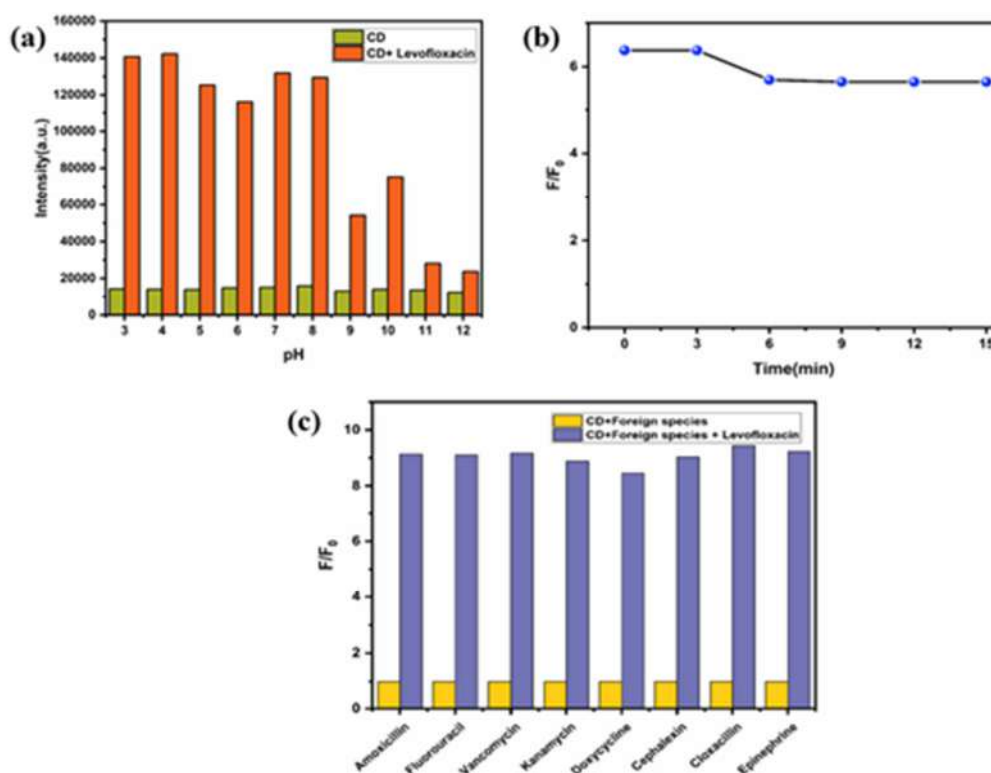 (a)
160000
140000
120000
100000
80000
60000
40000
20000
0
Intensity(a.u.)
CD
CD+ Levofloxacin
3 4 5 6 7 8 9 10 11 12
pH
(b)
6
4
2
0
F/F0
0 3 6 9 12 15
Time(min)
(c)
10
8
6
4
2
0
F/F0
CD+Foreign species
CD+Foreign species + Levofloxacin
Amoxicillin
Fluorouracil
Vancomycin
Kanamycin
Doxycycline
Cephalexin
Cloxacillin
Epinephrine